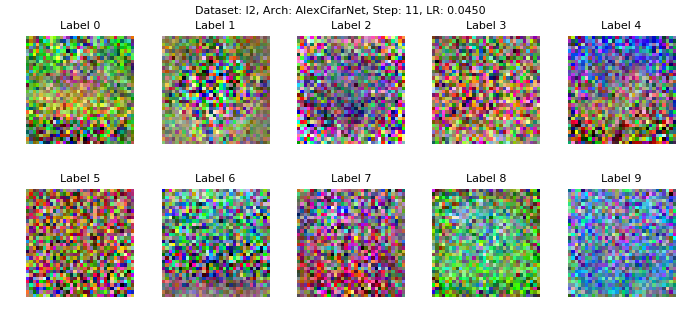 Dataset: I2, Arch: AlexCifarNet, Step: 11, LR: 0.0450
Label 0 Label 1 Label 2 Label 3 Label 4
Label 5 Label 6 Label 7 Label 8 Label 9